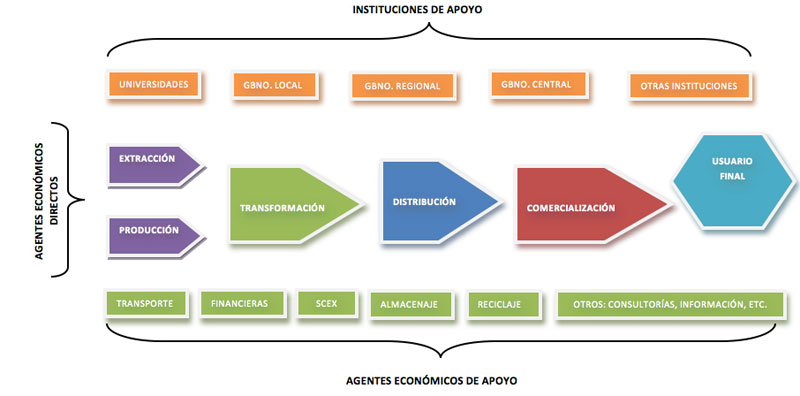 INSTITUCIONES DE APOYO
UNIVERSIDADES
GBNO. LOCAL
GBNO. REGIONAL
GBNO. CENTRAL
OTRAS INSTITUCIONES
AGENTES ECONÓMICOS
DIRECTOS
EXTRACCIÓN
PRODUCCIÓN
TRANSFORMACIÓN
DISTRIBUCIÓN
COMERCIALIZACIÓN
USUARIO
FINAL
TRANSPORTE
FINANCIERAS
SCEX
ALMACENAJE
RECICLAJE
OTROS: CONSULTORÍAS, INFORMACIÓN, ETC.
AGENTES ECONÓMICOS DE APOYO